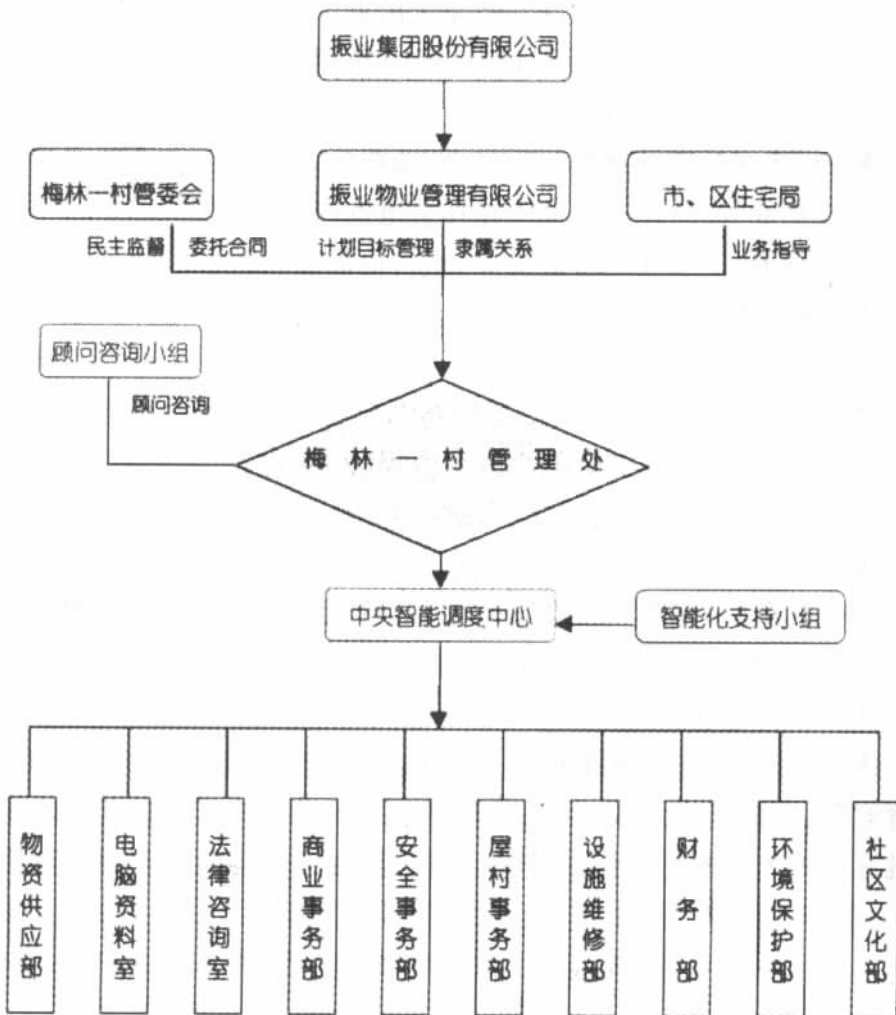 振业集团股份有限公司
梅林一村管委会
振业物业管理有限公司
市、区住宅局
民主监督
委托合同
计划目标管理
隶属关系
业务指导
顾问咨询小组
顾问咨询
梅林一村管理处
中央智能调度中心
智能化支持小组
物资供应部
电脑资料室
法律咨询室
商业事务部
安全事务部
屋村事务部
设施维修部
财务部
环境保护部
社区文化部